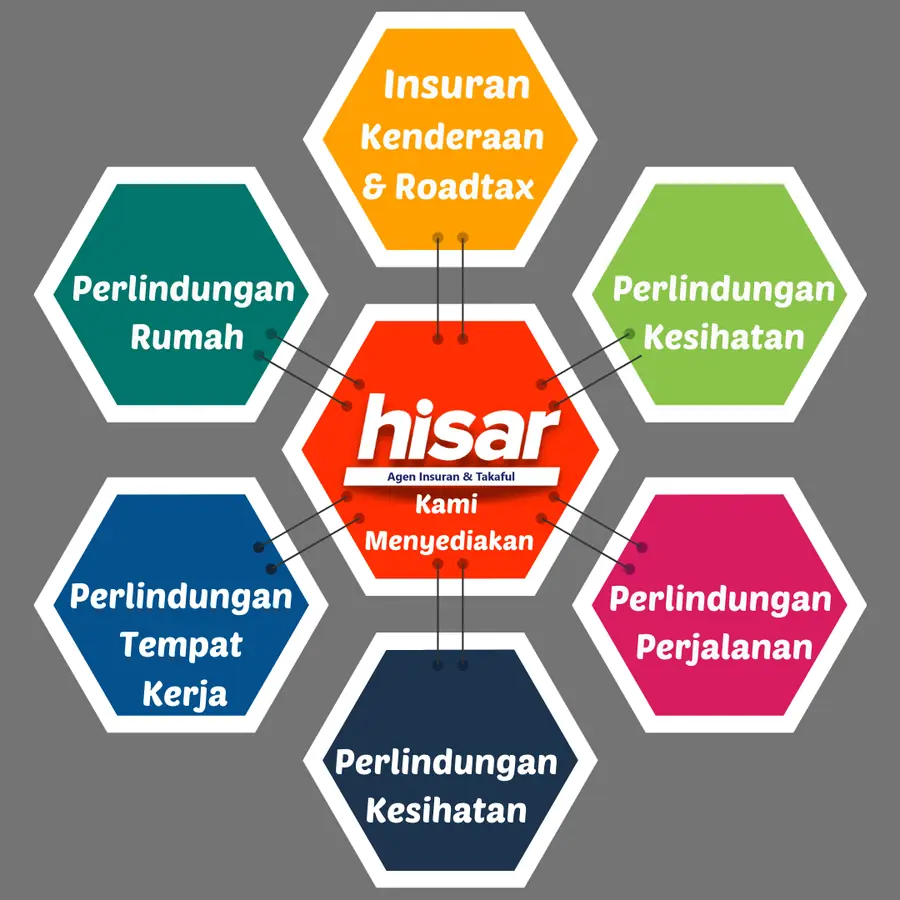 Insuran
Kenderaan
& Roadtax
Perlindungan
Rumah
Perlindungan
Kesihatan
hisar
Agen Insuran & Takaful
Kami
Menyediakan
Perlindungan
Tempat
Kerja
Perlindungan
Perjalanan
Perlindungan
Kesihatan